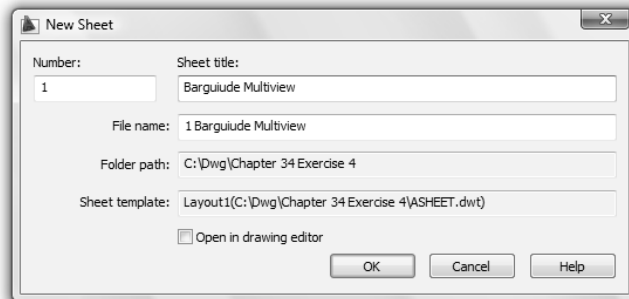 New Sheet
Number: Sheet title:
1 Barguiude Multiview
File name: 1 Barguiude Multiview
Folder path: C:\Dwg\Chapter 34 Exercise 4
Sheet template: Layout1(C:\Dwg\Chapter 34 Exercise 4\ASHEET.dwt)
Open in drawing editor
OK Cancel Help